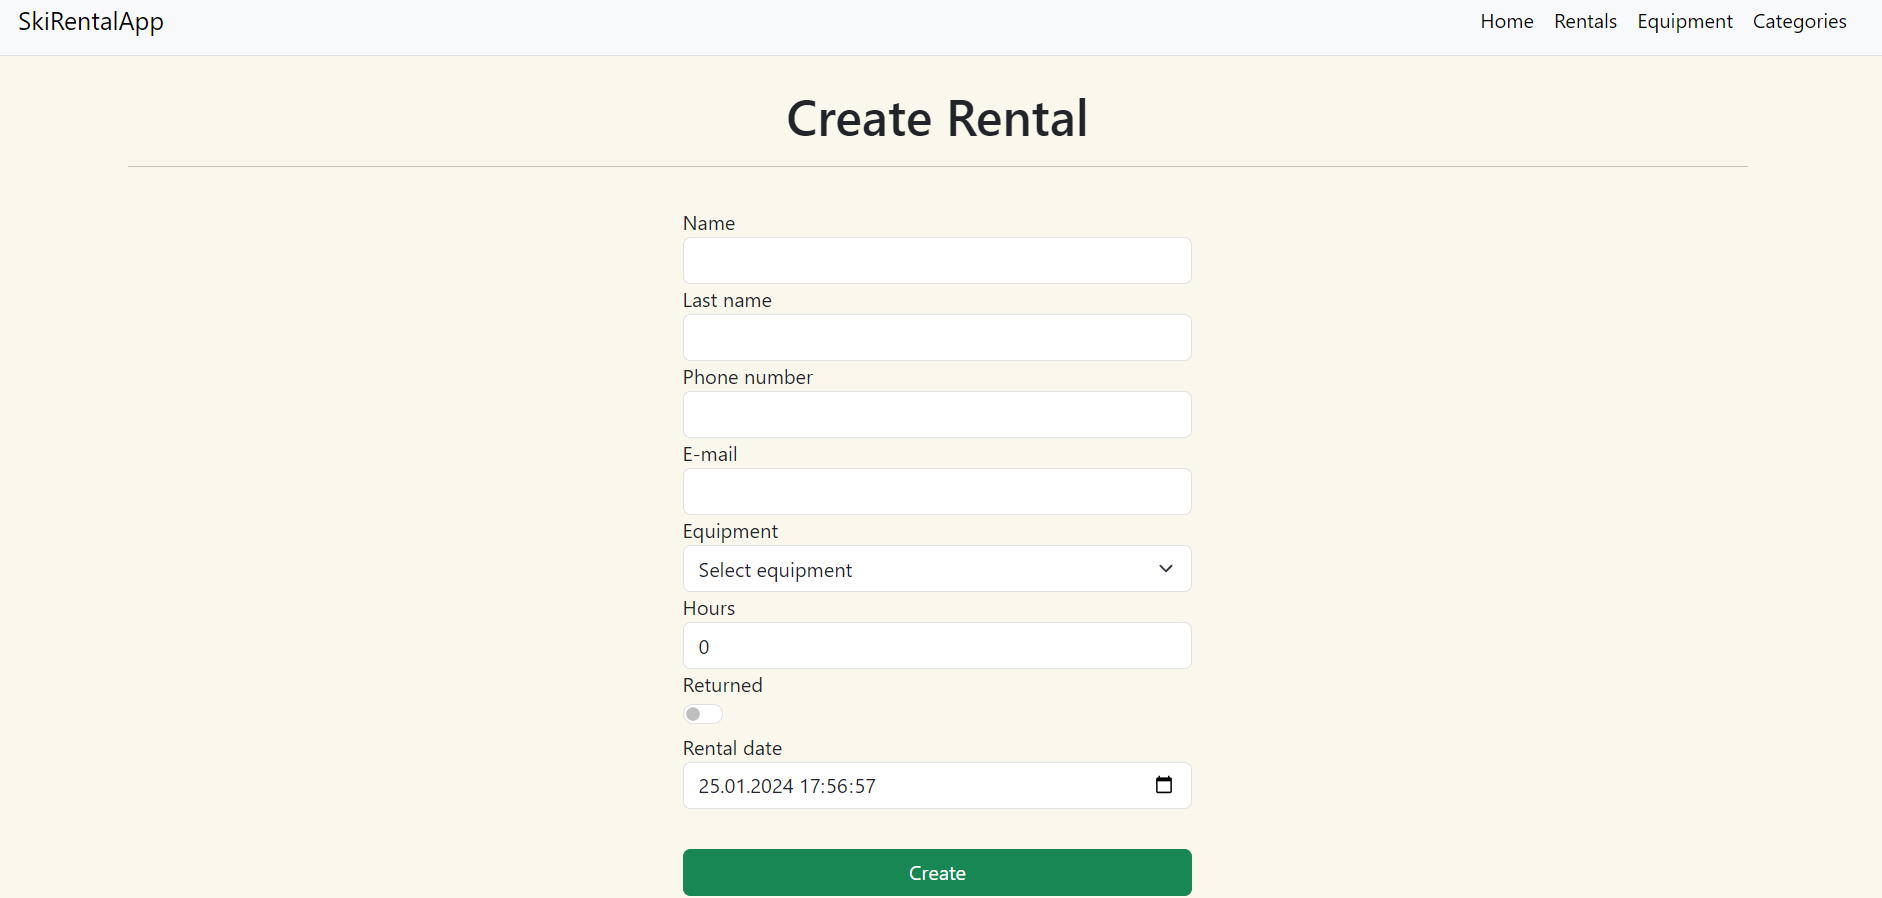 SkiRentalApp
Home Rentals Equipment Categories
Create Rental
Name
Last name
Phone number
E-mail
Equipment
Select equipment
Hours
0
Returned
Rental date
25.01.2024 17:56:57
Create